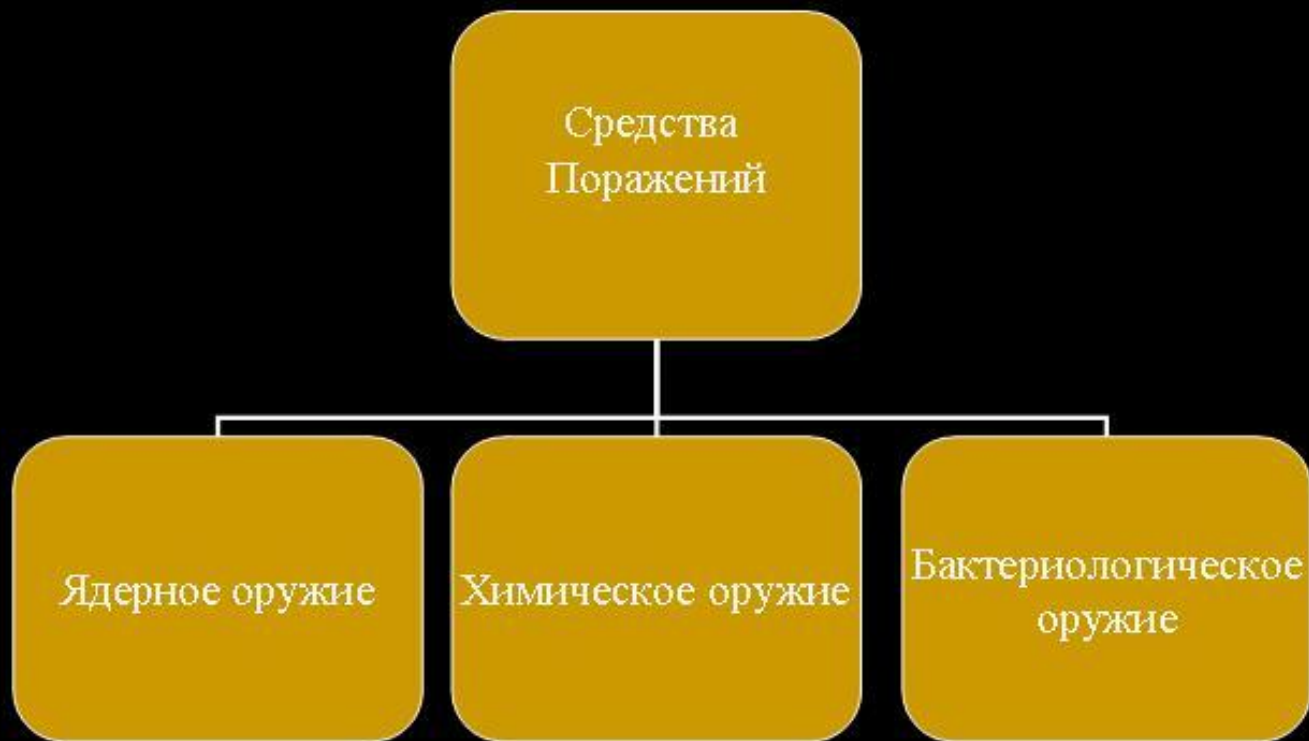 Средства
Поражений
Ядерное оружие
Химическое оружие
Бактериологическое
оружие